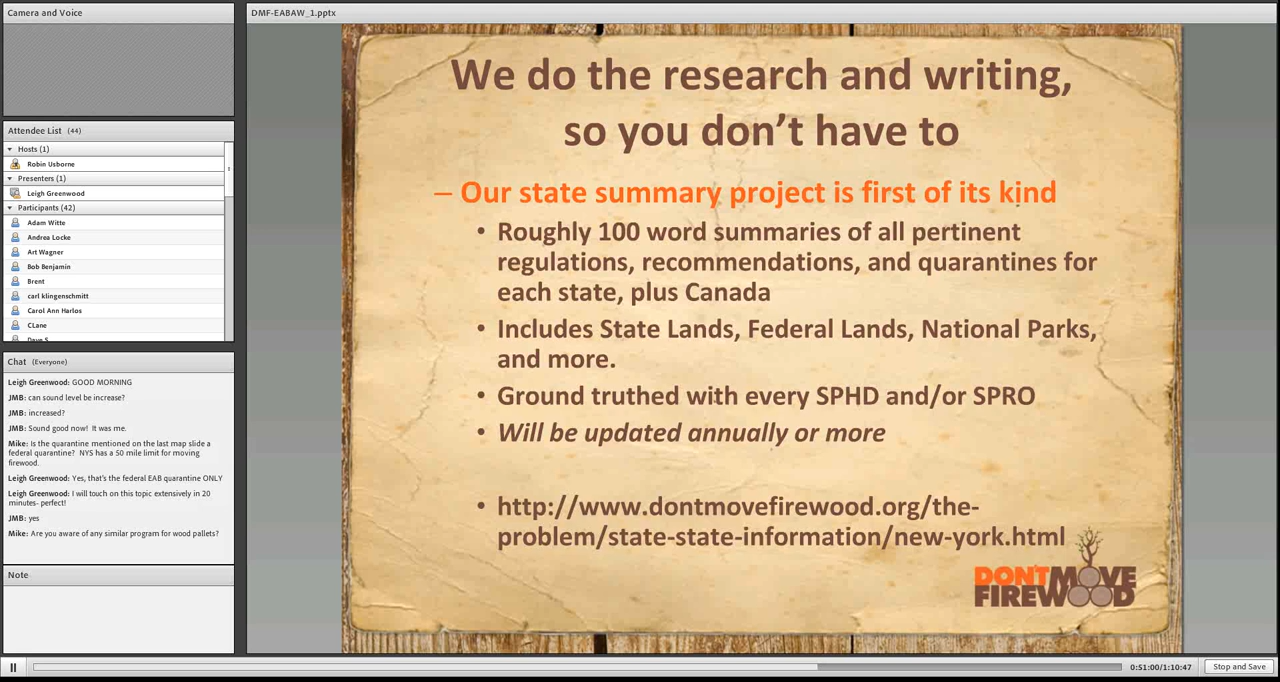 Camera and Voice
Attendee List (44)
Hosts (1)
Robin Usborne
Presenters (1)
Leigh Greenwood
Participants (42)
Adam Witte
Andrea Locke
Art Wagner
Bob Benjamin
Brent
carl klingenschmitt
Carol Ann Harlos
CLane
Dave S
Chat (Everyone)
Leigh Greenwood: GOOD MORNING
JMB: can sound level be increase?
JMB: increased?
JMB: Sound good now! It was me.
Mike: Is the quarantine mentioned on the last map slide a
federal quarantine? NYS has a 50 mile limit for moving
firewood.
Leigh Greenwood: Yes, that's the federal EAB quarantine ONLY
Leigh Greenwood: I will touch on this topic extensively in 20
minutes- perfect!
JMB: yes
Mike: Are you aware of any similar program for wood pallets?
Note
DMF-EABAW_1.pptx
We do the research and writing,
so you don't have to
– Our state summary project is first of its kind
• Roughly 100 word summaries of all pertinent
regulations, recommendations, and quarantines for
each state, plus Canada
• Includes State Lands, Federal Lands, National Parks,
and more.
• Ground truthed with every SPHD and/or SPRO
• Will be updated annually or more
• http://www.dontmovefirewood.org/the-
problem/state-state-information/new-york.html
DON'T MOVE
FIREWOOD
0:51:00/1:10:47
Stop and Save